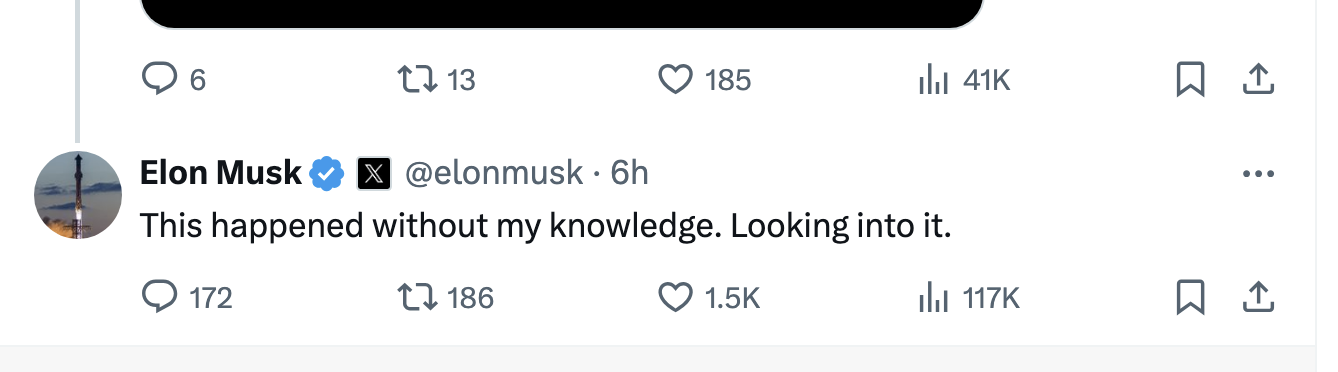 6 13 185 41K
Elon Musk X @elonmusk · 6h
This happened without my knowledge. Looking into it.
172 186 1.5K 117K